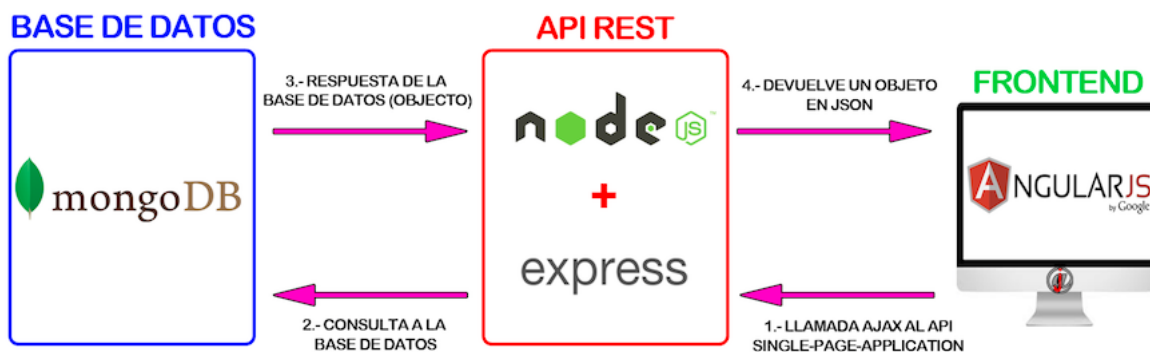 BASE DE DATOS
mongoDB
3.- RESPUESTA DE LA
BASE DE DATOS (OBJECTO)
2.- CONSULTA A LA
BASE DE DATOS
API REST
node
JS
™
+
express
4.- DEVUELVE UN OBJETO
EN JSON
1.- LLAMADA AJAX AL API
SINGLE-PAGE-APPLICATION
FRONTEND
A
NGULARJS
by Google
@